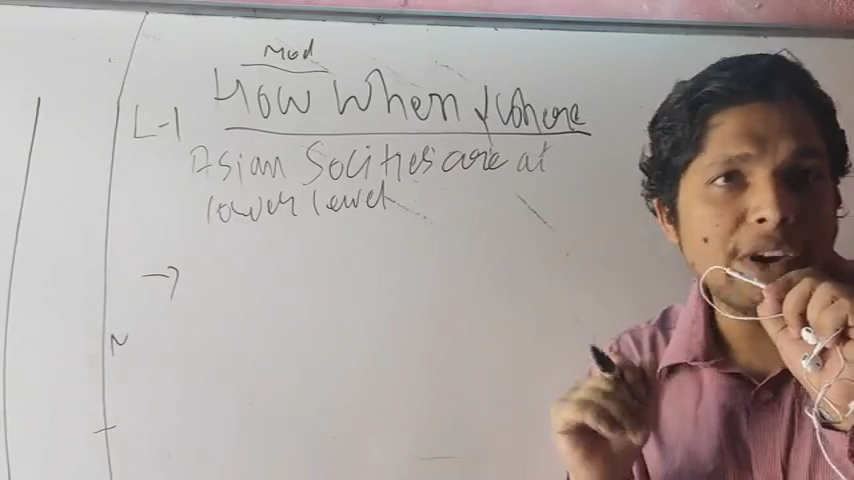 Mod
How When & Where
L-1
Asian Socities are at
lower level
→
N